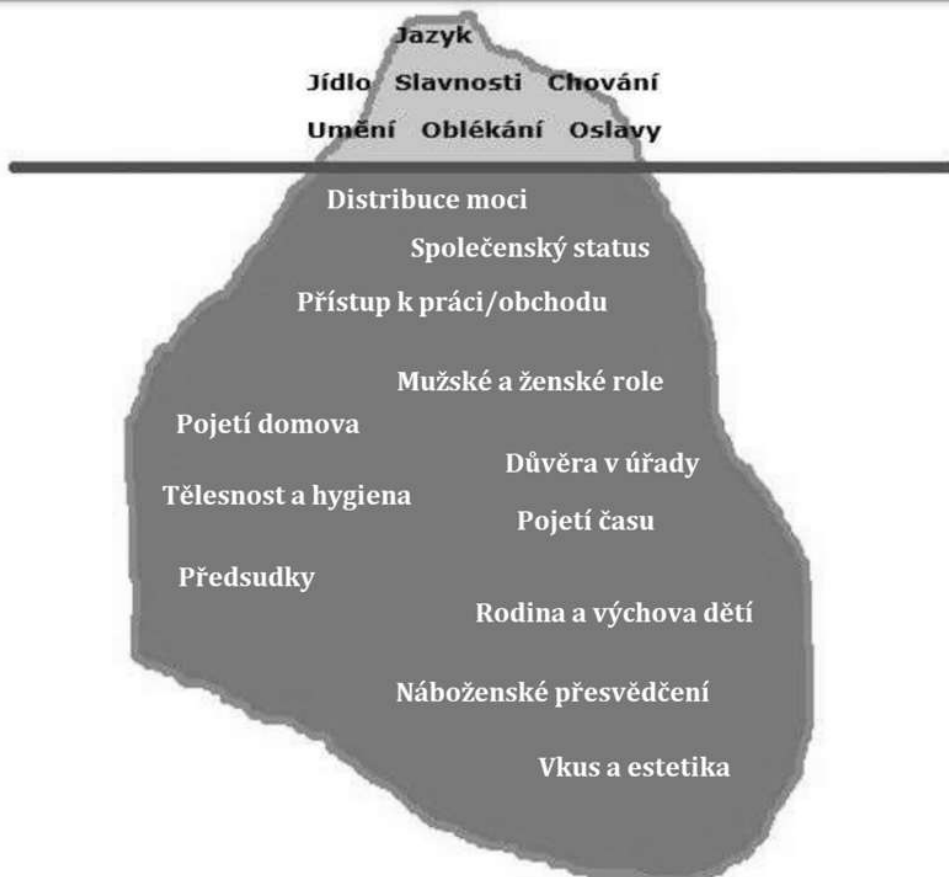 Jazyk
Jídlo Slavnosti Chování
Umění Oblékání Oslavy
Distribuce moci
Společenský status
Přístup k práci/obchodu
Mužské a ženské role
Pojetí domova
Důvěra v úřady
Tělesnost a hygiena
Pojetí času
Předsudky
Rodina a výchova dětí
Náboženské přesvědčení
Vkus a estetika